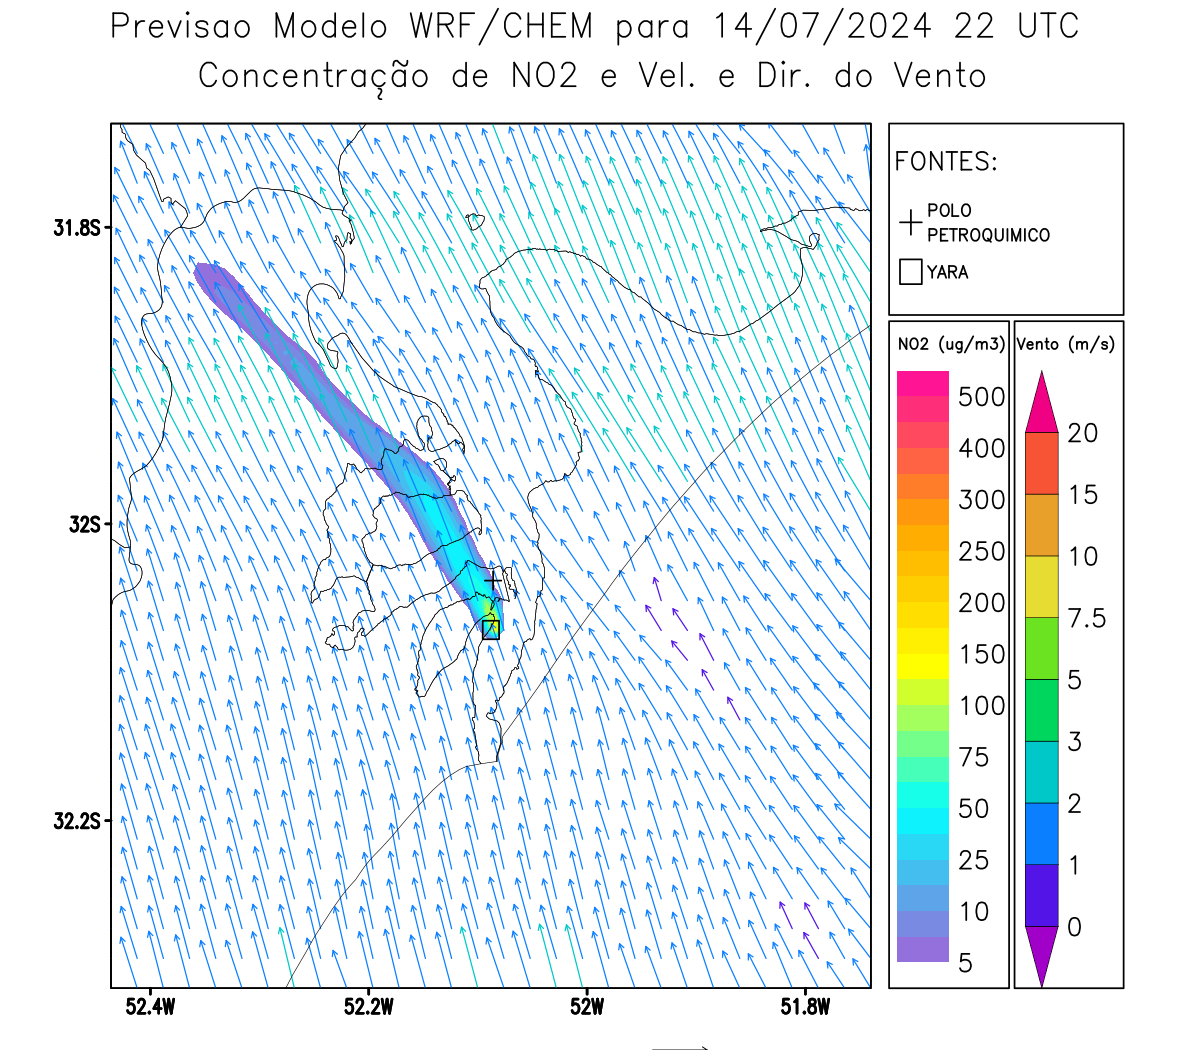 Previsao Modelo WRF/CHEM para 14/07/2024 22 UTC
Concentração de NO2 e Vel. e Dir. do Vento
FONTES:
POLO
PETROQUIMICO
YARA
NO2 (ug/m3)
500
400
300
250
200
150
100
75
50
25
10
5
Vento (m/s)
20
15
10
7.5
5
3
2
1
0
31.8S
32S
32.2S
52.4W
52.2W
52W
51.8W